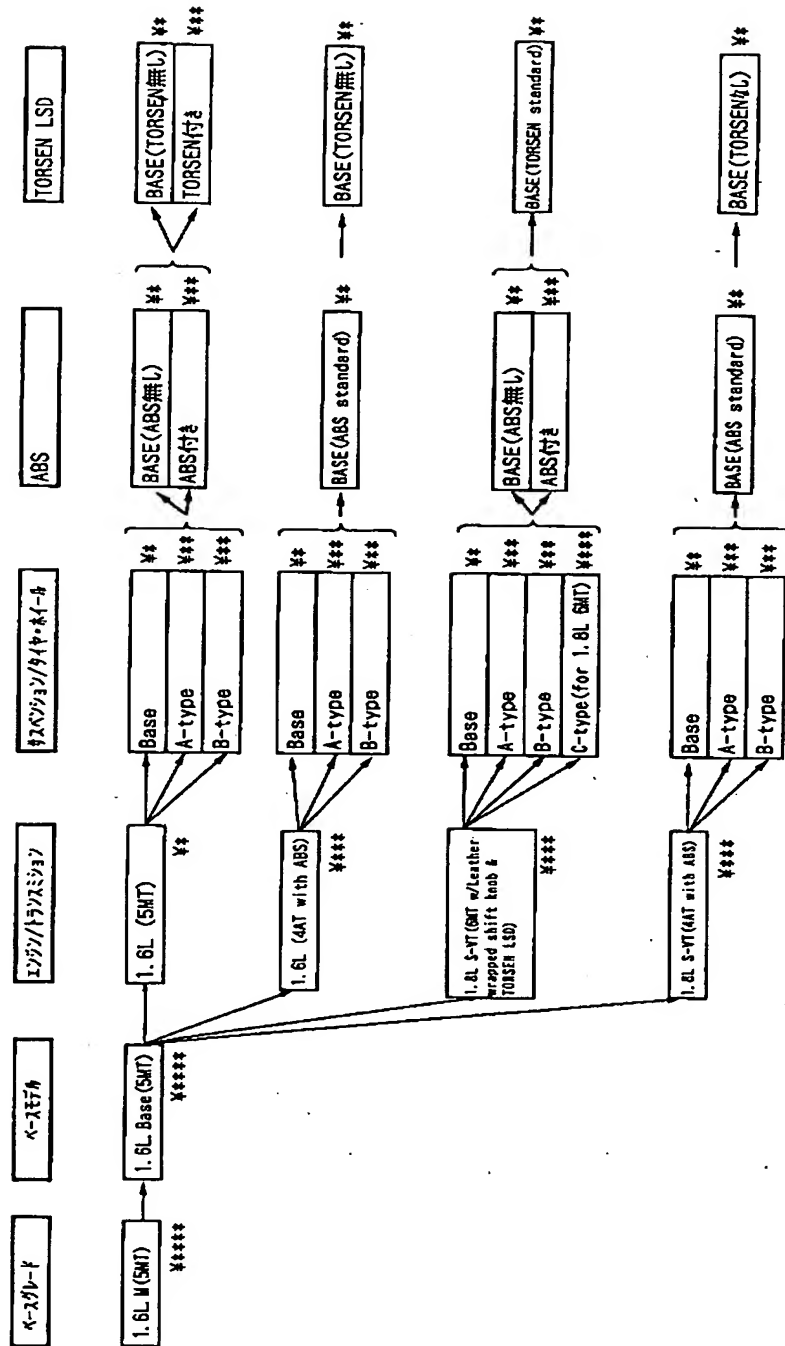 ベースグレード
ベースモデル
エンジン/トランスミション
サスペンション/タイヤ・ホイール
ABS
TORSEN LSD
1.6L M(5MT)
¥****
1.6L Base(5MT)
¥****
1.6L (5MT)
¥**
Base ¥**
A-type ¥***
B-type ¥***
BASE(ABS無し) ¥**
ABS付き ¥***
BASE(TORSEN無し) ¥**
TORSEN付き ¥***
1.6L (4AT with ABS)
¥***
Base ¥**
A-type ¥***
B-type ¥***
BASE(ABS standard) ¥**
BASE(TORSEN無し) ¥**
1.8L S-VT(6MT w/Leather
wrapped shift knob &
TORSEN LSD)
¥****
Base ¥**
A-type ¥***
B-type ¥***
C-type(for 1.8L 6MT) ¥****
BASE(ABS無し) ¥**
ABS付き ¥***
BASE(TORSEN standard) ¥**
1.8L S-VT(4AT with ABS)
¥***
Base ¥**
A-type ¥***
B-type ¥***
BASE(ABS standard) ¥**
BASE(TORSENなし) ¥**